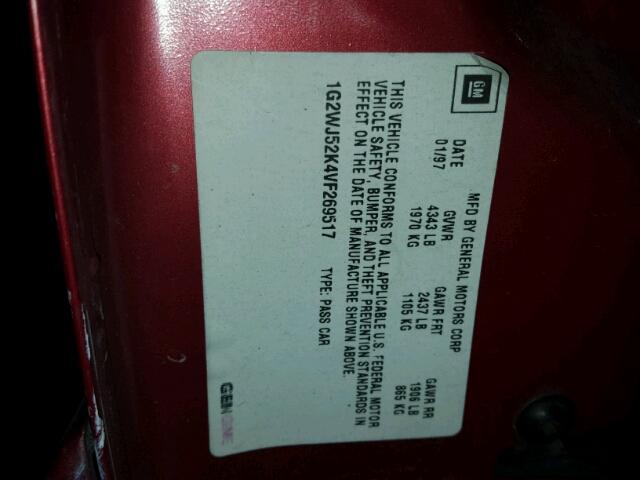 GM
MFD BY GENERAL MOTORS CORP
DATE GVWR GAWR FRT GAWR RR
01/97 4343 LB 2437 LB 1906 LB
1970 KG 1105 KG 865 KG
THIS VEHICLE CONFORMS TO ALL APPLICABLE U.S. FEDERAL MOTOR
VEHICLE SAFETY, BUMPER, AND THEFT PREVENTION STANDARDS IN
EFFECT ON THE DATE OF MANUFACTURE SHOWN ABOVE.
1G2WJ52K4VF269517 TYPE: PASS CAR